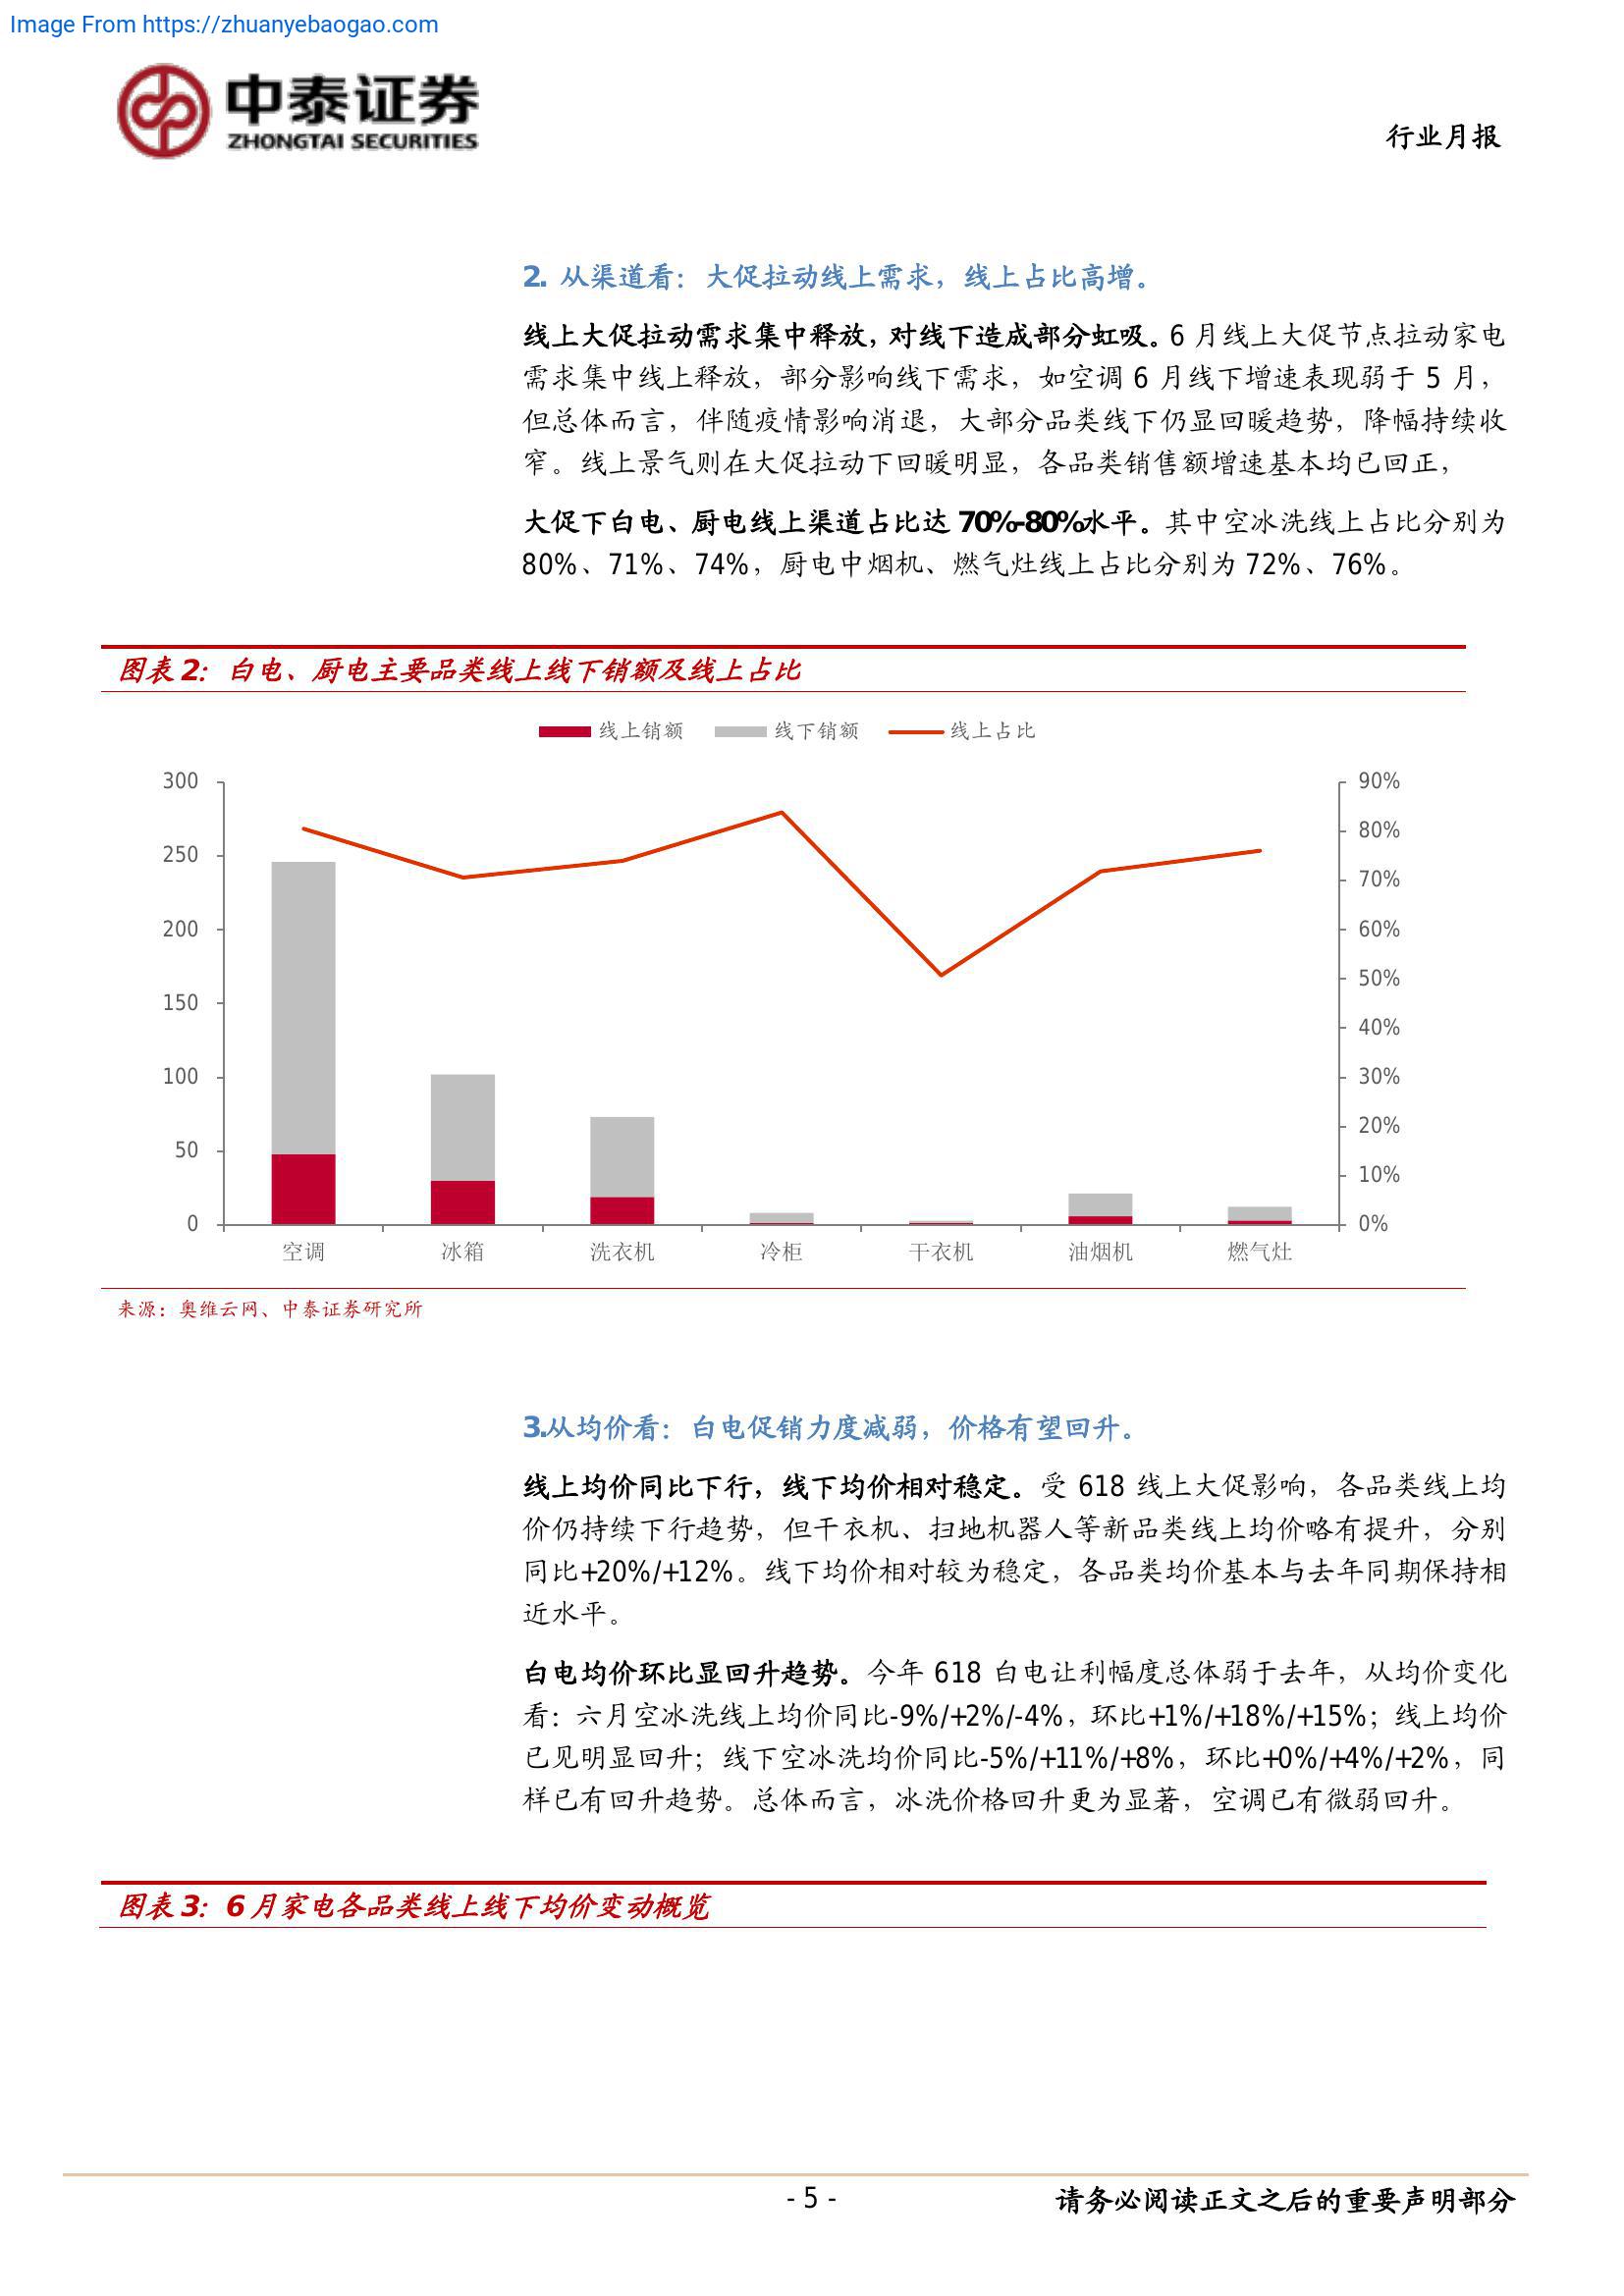 Image From https://zhuanyebaogao.com
中泰证券
ZHONGTAI SECURITIES
行业月报
2. 从渠道看：大促拉动线上需求，线上占比高增。
线上大促拉动需求集中释放，对线下造成部分虹吸。6 月线上大促节点拉动家电
需求集中线上释放，部分影响线下需求，如空调 6 月线下增速表现弱于 5 月，
但总体而言，伴随疫情影响消退，大部分品类线下仍显回暖趋势，降幅持续收
窄。线上景气则在大促拉动下回暖明显，各品类销售额增速基本均已回正，
大促下白电、厨电线上渠道占比达 70%-80%水平。其中空冰洗线上占比分别为
80%、71%、74%，厨电中烟机、燃气灶线上占比分别为 72%、76%。
图表 2：白电、厨电主要品类线上线下销额及线上占比
线上销额 线下销额 线上占比
300 90%
250 80%
200 70%
150 60%
100 50%
50 40%
0 30%
20%
10%
0%
空调 冰箱 洗衣机 冷柜 干衣机 油烟机 燃气灶
来源：奥维云网、中泰证券研究所
3.从均价看：白电促销力度减弱，价格有望回升。
线上均价同比下行，线下均价相对稳定。受 618 线上大促影响，各品类线上均
价仍持续下行趋势，但干衣机、扫地机器人等新品类线上均价略有提升，分别
同比+20%/+12%。线下均价相对较为稳定，各品类均价基本与去年同期保持相
近水平。
白电均价环比显回升趋势。今年 618 白电让利幅度总体弱于去年，从均价变化
看：六月空冰洗线上均价同比-9%/+2%/-4%，环比+1%/+18%/+15%；线上均价
已见明显回升；线下空冰洗均价同比-5%/+11%/+8%，环比+0%/+4%/+2%，同
样已有回升趋势。总体而言，冰洗价格回升更为显著，空调已有微弱回升。
图表 3：6 月家电各品类线上线下均价变动概览
- 5 -
请务必阅读正文之后的重要声明部分